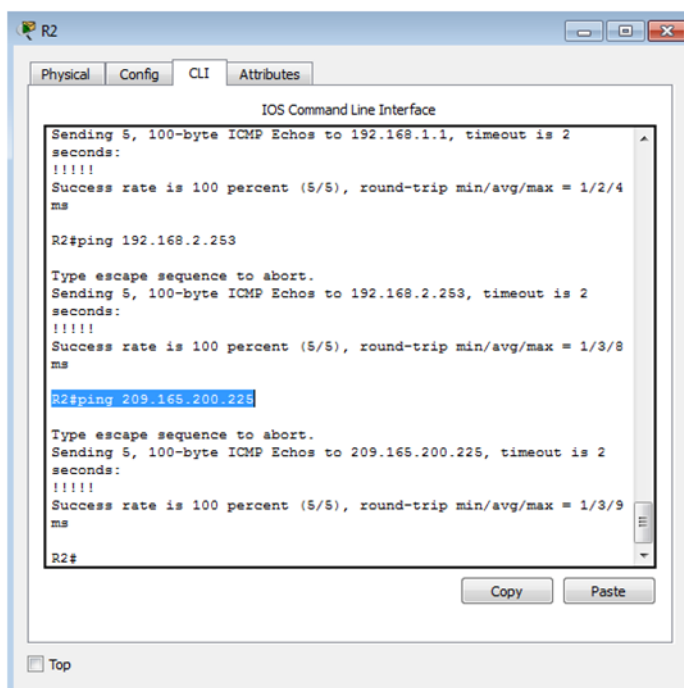 R2
Physical Config CLI Attributes
IOS Command Line Interface
Sending 5, 100-byte ICMP Echos to 192.168.1.1, timeout is 2
seconds:
!!!!!
Success rate is 100 percent (5/5), round-trip min/avg/max = 1/2/4
ms
R2#ping 192.168.2.253
Type escape sequence to abort.
Sending 5, 100-byte ICMP Echos to 192.168.2.253, timeout is 2
seconds:
!!!!!
Success rate is 100 percent (5/5), round-trip min/avg/max = 1/3/8
ms
R2#ping 209.165.200.225
Type escape sequence to abort.
Sending 5, 100-byte ICMP Echos to 209.165.200.225, timeout is 2
seconds:
!!!!!
Success rate is 100 percent (5/5), round-trip min/avg/max = 1/3/9
ms
R2#
Copy Paste
Top